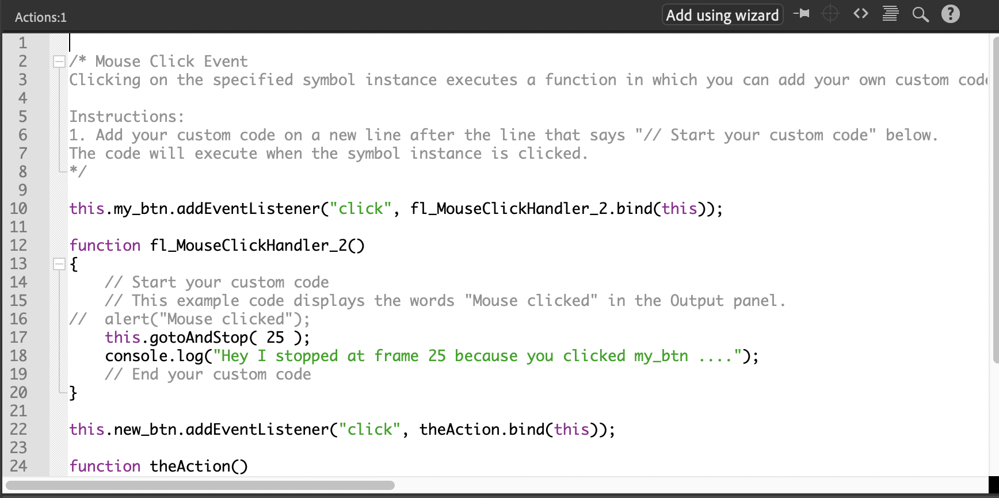 Actions:1
Add using wizard
1
2 /* Mouse Click Event
3 Clicking on the specified symbol instance executes a function in which you can add your own custom
4
5 Instructions:
6 1. Add your custom code on a new line after the line that says "// Start your custom code" below.
7 The code will execute when the symbol instance is clicked.
8 */
9
10 this.my_btn.addEventListener("click", fl_MouseClickHandler_2.bind(this));
11
12 function fl_MouseClickHandler_2()
13 {
14 // Start your custom code
15 // This example code displays the words "Mouse clicked" in the Output panel.
16 // alert("Mouse clicked");
17 this.gotoAndStop( 25 );
18 console.log("Hey I stopped at frame 25 because you clicked my_btn ....");
19 // End your custom code
20 }
21
22 this.new_btn.addEventListener("click", theAction.bind(this));
23
24 function theAction()